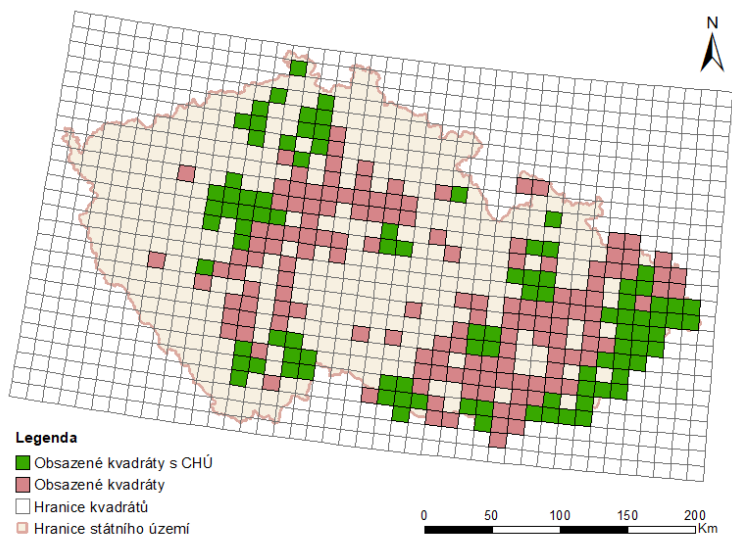 N
Legenda
Obsazené kvadráty s CHÚ
Obsazené kvadráty
Hranice kvadrátů
Hranice státního území
0 50 100 150 200
Km